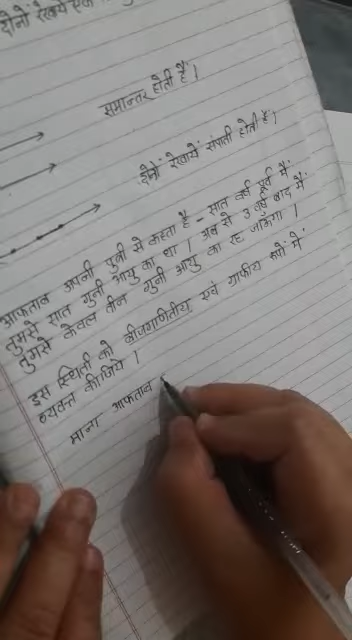 दोनों रेखायें एक
समान्तर होती हैं।
दोनों रेखायें संपाती होती हैं।
आफताब अपनी पुत्री से कहता है - सात वर्ष पूर्व मैं
तुमसे सात गुनी आयु का था। अब से 3 वर्ष बाद मैं
तुमसे केवल तीन गुनी आयु का रह जाऊंगा।
इस स्थिती को बीजगणितीय एवं ग्राफीय रूपों में
व्यक्त कीजिये।
माना आफताब